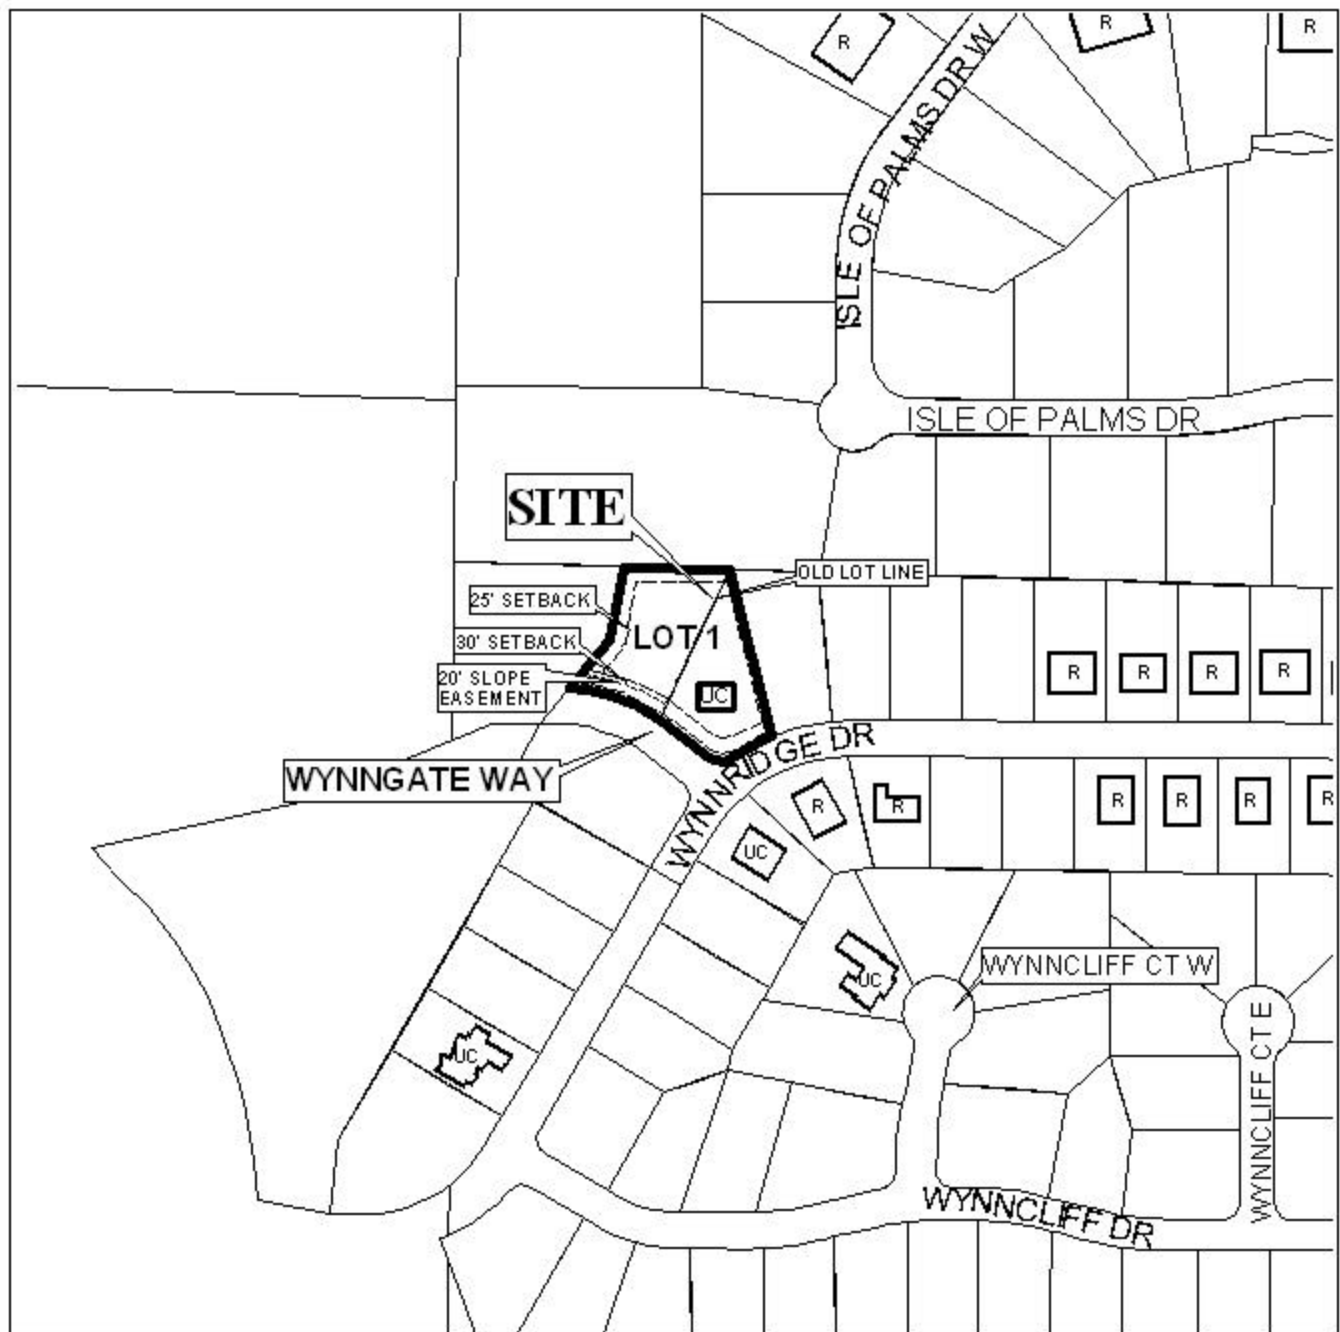 R
R
R
ISLE OF PALMS DR W
ISLE OF PALMS DR
SITE
OLD LOT LINE
25' SETBACK
LOT 1
30' SETBACK
20' SLOPE
EASEMENT
UC
R
R
R
R
WYNNGATE WAY
WYNNRIDGE DR
R
R
R
R
R
R
UC
UC
WYNNCLIFF CT W
UC
WYNNCLIFF CT E
WYNNCLIFF DR